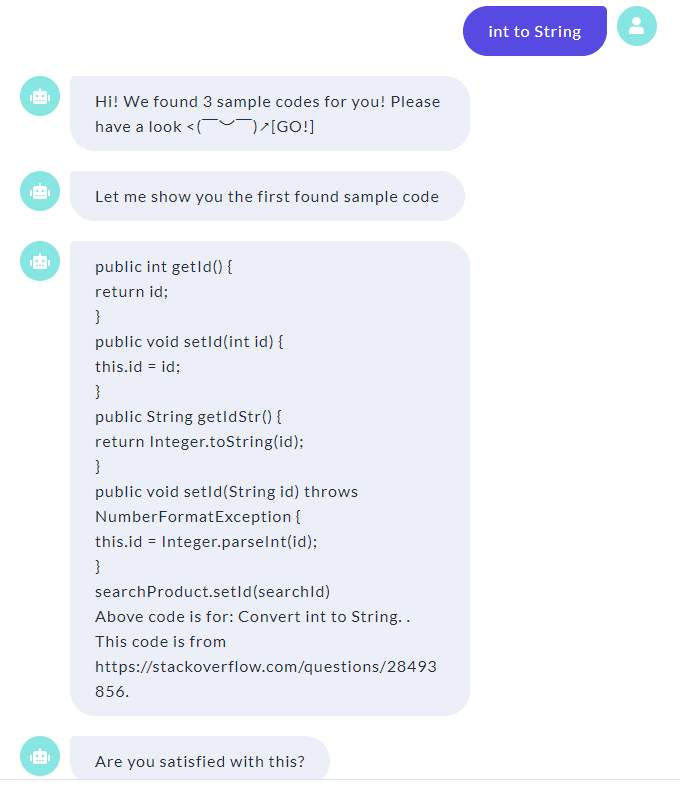 int to String
Hi! We found 3 sample codes for you! Please
have a look <(￣︶￣)↗[GO!]
Let me show you the first found sample code
public int getId() {
return id;
}
public void setId(int id) {
this.id = id;
}
public String getIdStr() {
return Integer.toString(id);
}
public void setId(String id) throws
NumberFormatException {
this.id = Integer.parseInt(id);
}
searchProduct.setId(searchId)
Above code is for: Convert int to String. .
This code is from
https://stackoverflow.com/questions/28493
856.
Are you satisfied with this?